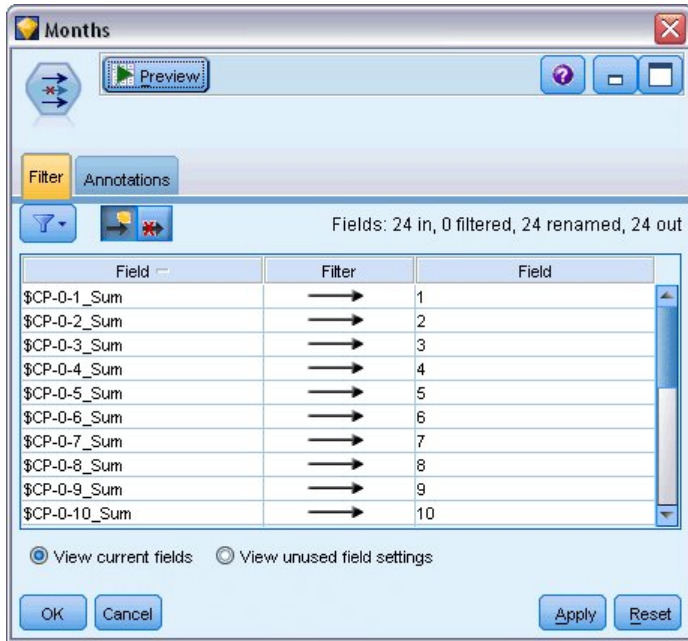 Months
Preview
Filter Annotations
Fields: 24 in, 0 filtered, 24 renamed, 24 out
Field Filter Field
$CP-0-1_Sum 1
$CP-0-2_Sum 2
$CP-0-3_Sum 3
$CP-0-4_Sum 4
$CP-0-5_Sum 5
$CP-0-6_Sum 6
$CP-0-7_Sum 7
$CP-0-8_Sum 8
$CP-0-9_Sum 9
$CP-0-10_Sum 10
View current fields View unused field settings
OK Cancel Apply Reset